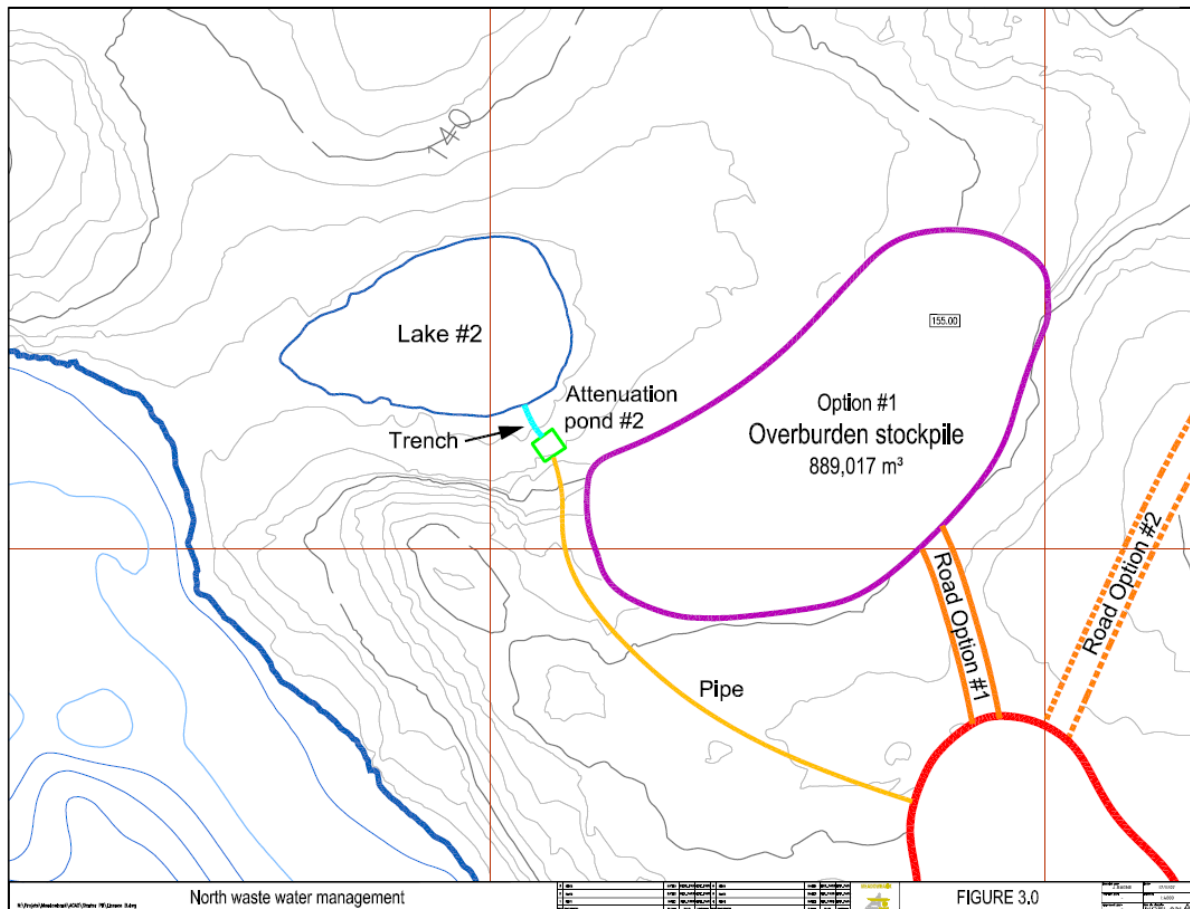 140
Lake #2
155.00
Attenuation
pond #2
Trench
Option #1
Overburden stockpile
889,017 m³
Road Option #2
Road Option #1
Pipe
North waste water management
FIGURE 3.0